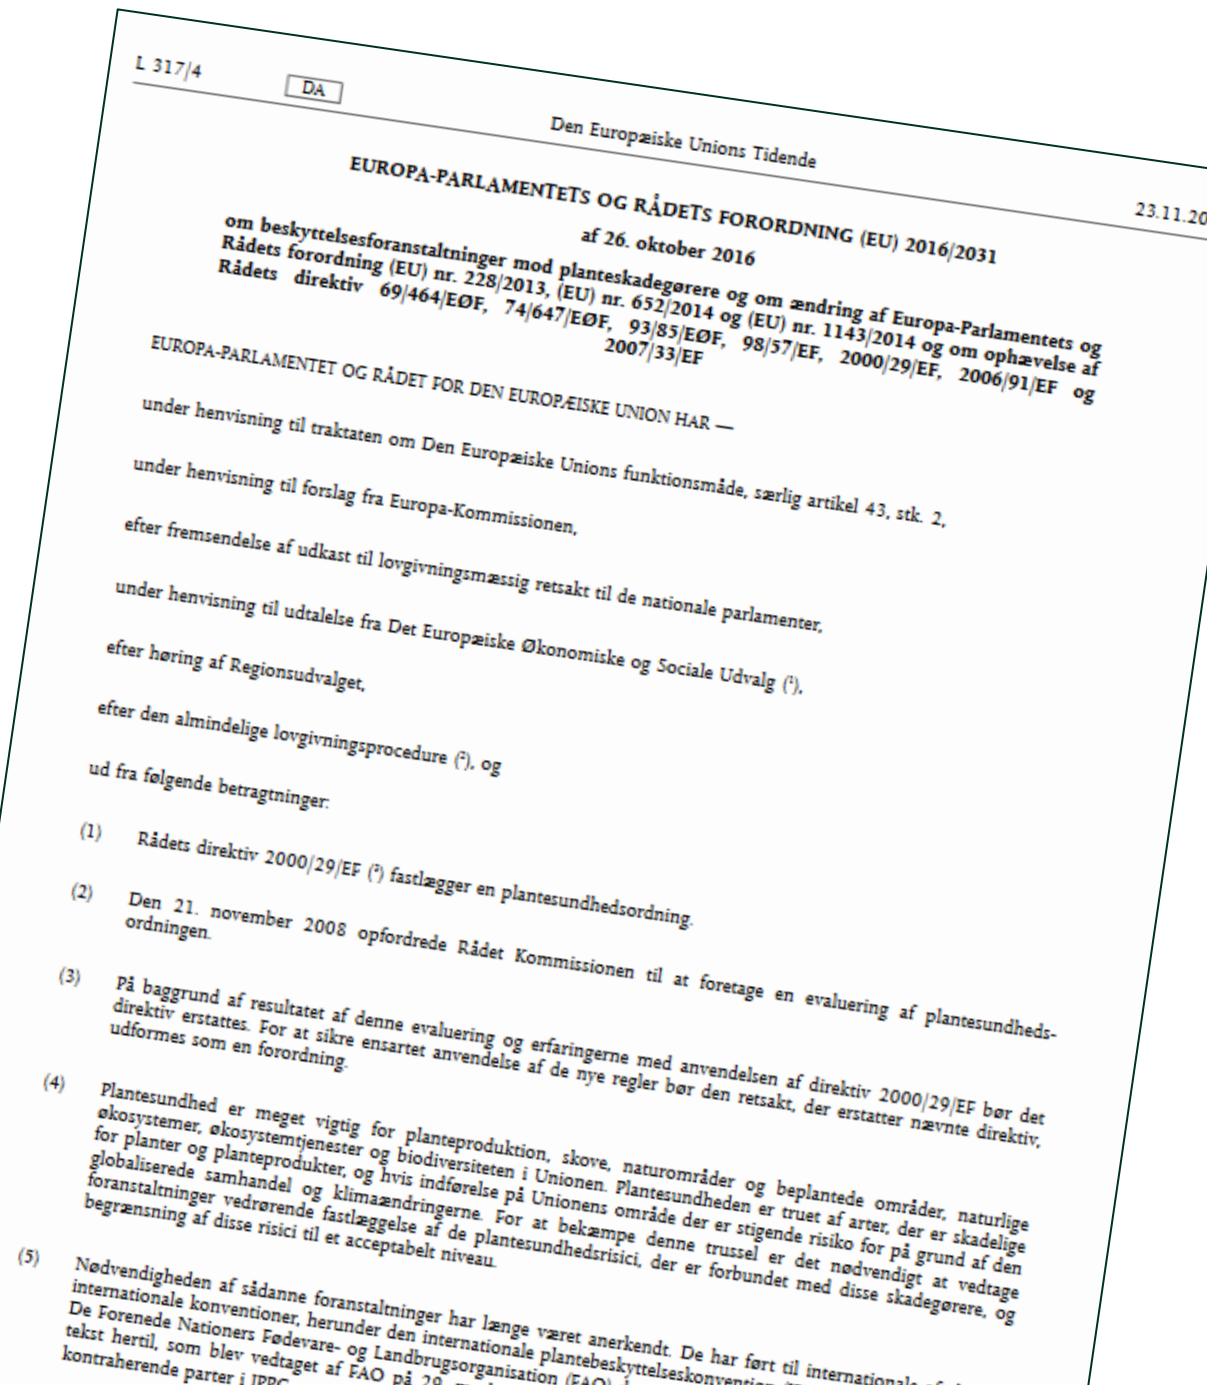 L 317/4
DA
Den Europæiske Unions Tidende
23.11.20
EUROPA-PARLAMENTETS OG RÅDETS FORORDNING (EU) 2016/2031
af 26. oktober 2016
om beskyttelsesforanstaltninger mod planteskadegørere og om ændring af Europa-Parlamentets og
Rådets forordning (EU) nr. 228/2013, (EU) nr. 652/2014 og (EU) nr. 1143/2014 og om ophævelse af
Rådets direktiv 69/464/EØF, 74/647/EØF, 93/85/EØF, 98/57/EF, 2000/29/EF, 2006/91/EF og
2007/33/EF
EUROPA-PARLAMENTET OG RÅDET FOR DEN EUROPÆISKE UNION HAR —
under henvisning til traktaten om Den Europæiske Unions funktionsmåde, særlig artikel 43, stk. 2,
under henvisning til forslag fra Europa-Kommissionen,
efter fremsendelse af udkast til lovgivningsmæssig retsakt til de nationale parlamenter,
under henvisning til udtalelse fra Det Europæiske Økonomiske og Sociale Udvalg (¹),
efter høring af Regionsudvalget,
efter den almindelige lovgivningsprocedure (²), og
ud fra følgende betragtninger:
(1) Rådets direktiv 2000/29/EF (³) fastlægger en plantesundhedsordning.
(2) Den 21. november 2008 opfordrede Rådet Kommissionen til at foretage en evaluering af plantesundheds-
ordningen.
(3) På baggrund af resultatet af denne evaluering og erfaringerne med anvendelsen af direktiv 2000/29/EF bør det
direktiv erstattes. For at sikre ensartet anvendelse af de nye regler bør den retsakt, der erstatter nævnte direktiv,
udformes som en forordning.
(4) Plantesundhed er meget vigtig for planteproduktion, skove, naturområder og beplantede områder, naturlige
økosystemer, økosystemtjenester og biodiversiteten i Unionen. Plantesundheden er truet af arter, der er skadelige
for planter og planteprodukter, og hvis indførelse på Unionens område der er stigende risiko for på grund af den
globaliserede samhandel og klimaændringerne. For at bekæmpe denne trussel er det nødvendigt at vedtage
foranstaltninger vedrørende fastlæggelse af de plantesundhedsrisici, der er forbundet med disse skadegørere, og
begrænsning af disse risici til et acceptabelt niveau.
(5) Nødvendigheden af sådanne foranstaltninger har længe været anerkendt. De har ført til internationale
internationale konventioner, herunder den internationale plantebeskyttelseskonvention
De Forenede Nationers Fødevare- og Landbrugsorganisation (FAO)
tekst hertil, som blev vedtaget af FAO på 29.
kontraherende parter i IPPC